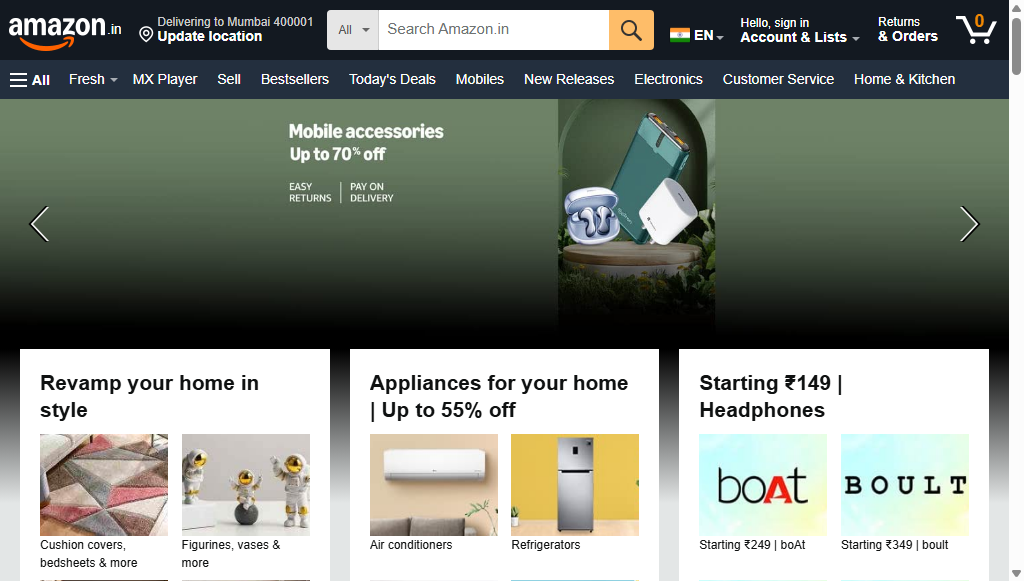 amazon.in
Delivering to Mumbai 400001
Update location
All
Search Amazon.in
EN
Hello, sign in
Account & Lists
Returns
& Orders
0
All
Fresh
MX Player
Sell
Bestsellers
Today's Deals
Mobiles
New Releases
Electronics
Customer Service
Home & Kitchen
Mobile accessories
Up to 70% off
EASY
RETURNS
PAY ON
DELIVERY
Revamp your home in
style
Cushion covers,
bedsheets & more
Figurines, vases &
more
Appliances for your home
| Up to 55% off
Air conditioners
Refrigerators
Starting ₹149 |
Headphones
boAt
Starting ₹249 | boAt
BOULT
Starting ₹349 | boult